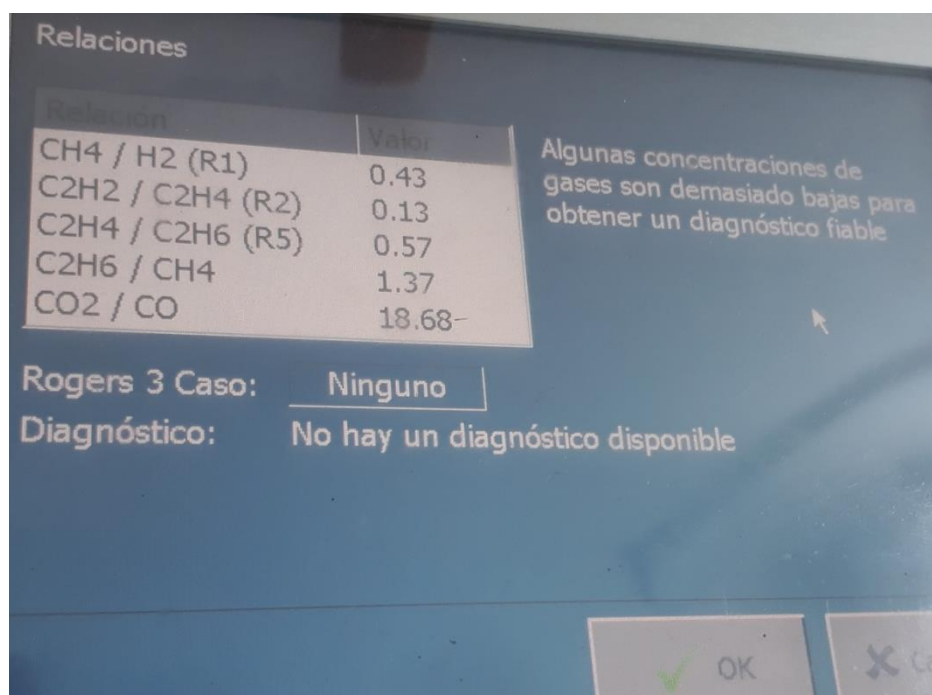 Relaciones
Relación Valor
CH4 / H2 (R1) 0.43
C2H2 / C2H4 (R2) 0.13
C2H4 / C2H6 (R5) 0.57
C2H6 / CH4 1.37
CO2 / CO 18.68
Algunas concentraciones de
gases son demasiado bajas para
obtener un diagnóstico fiable
Rogers 3 Caso: Ninguno
Diagnóstico: No hay un diagnóstico disponible
OK